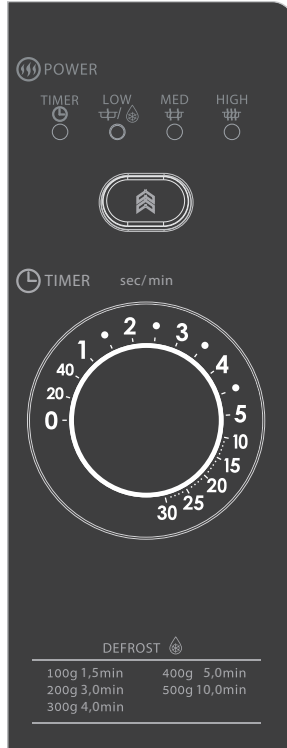 POWER
TIMER LOW MED HIGH
/
TIMER sec/min
0 20 40 1 2 3 4 5 10 15 20 25 30
DEFROST
100g 1,5min 400g 5,0min
200g 3,0min 500g 10,0min
300g 4,0min